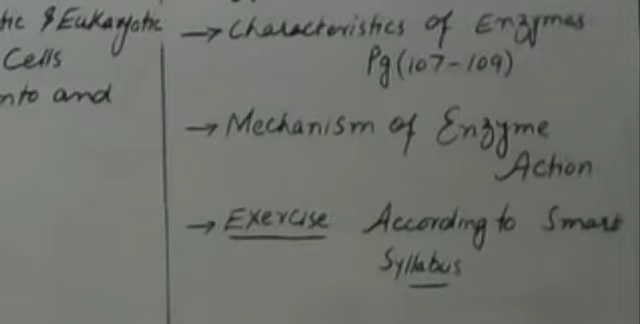 tic & Eukaryotic
Cells
nto and
→ Characteristics of Enzymes
Pg (107-109)
→ Mechanism of Enzyme
Action
→ Exercise According to Smart
Syllabus